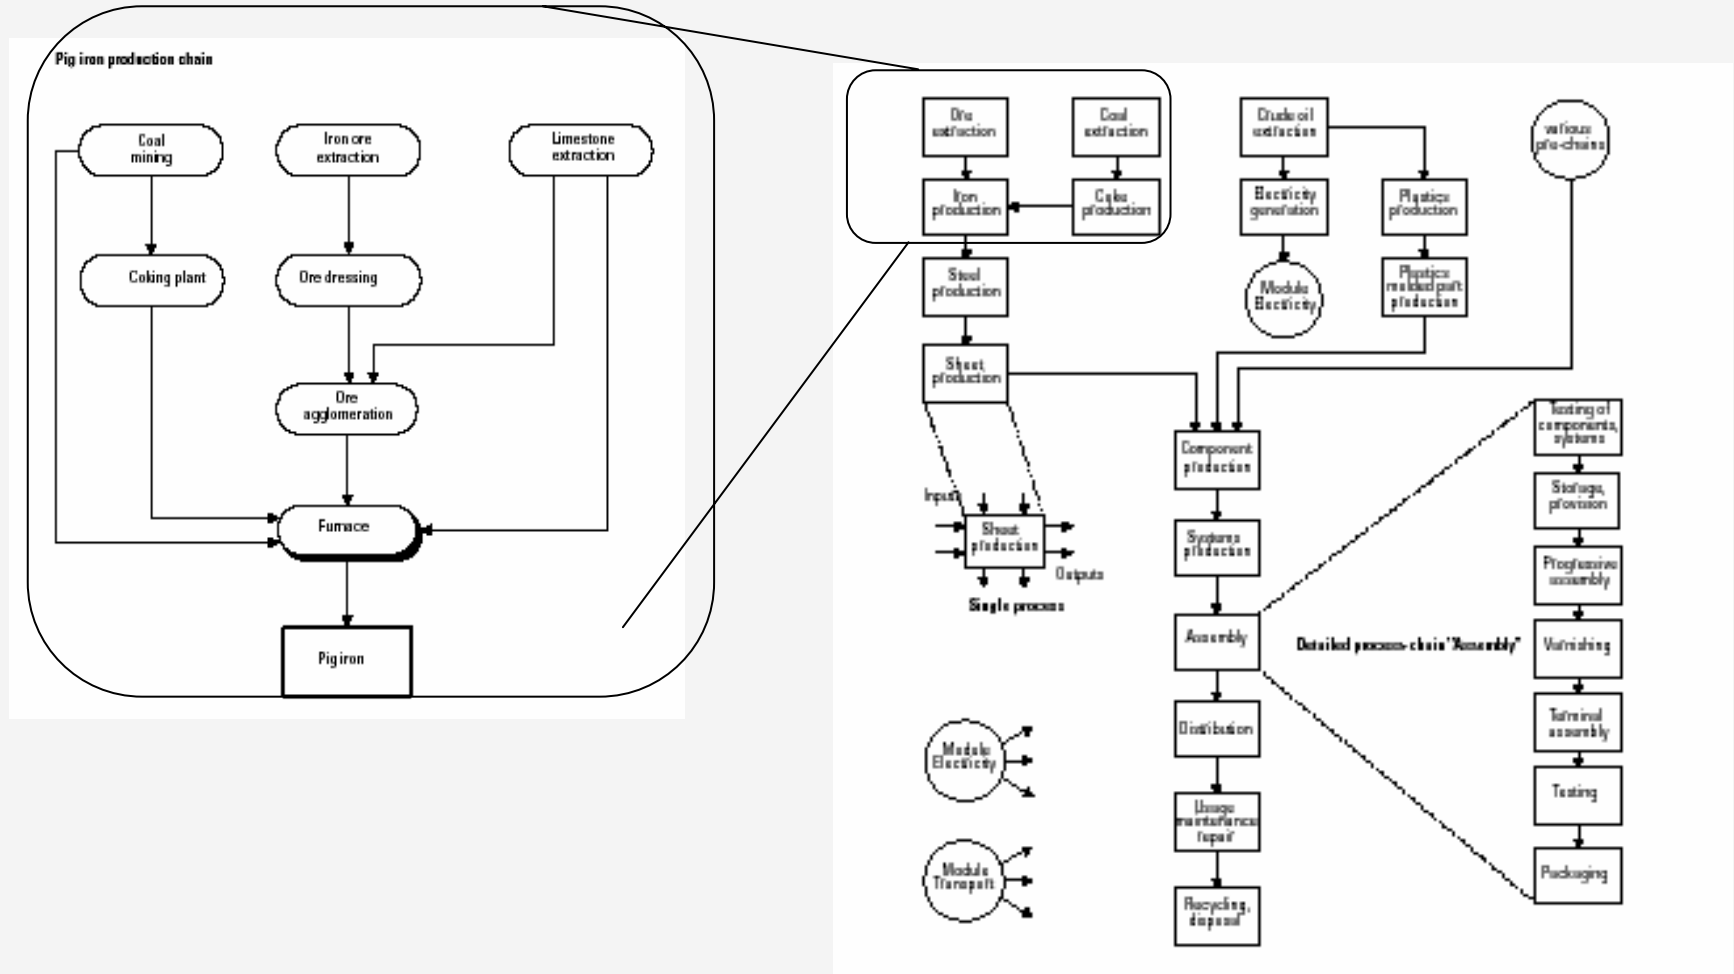 Pig iron production chain
Coal
mining
Iron ore
extraction
Limestone
extraction
Coking plant
Ore dressing
Ore
agglomeration
Furnace
Pig iron
Ore
extraction
Coal
extraction
Crude oil
extraction
various
pre-chains
Iron
production
Coke
production
Electricity
generation
Plastics
production
Steel
production
Module
Electricity
Plastics
molded part
production
Sheet
production
Component
production
Testing of
components,
systems
Inputs
Sheet
production
Outputs
Single process
Systems
production
Storage,
provision
Progressive
assembly
Assembly
Detailed process-chain "Assembly"
Varnishing
Distribution
Terminal
assembly
Module
Electricity
Usage
maintenance
repair
Testing
Module
Transport
Recycling,
disposal
Packaging